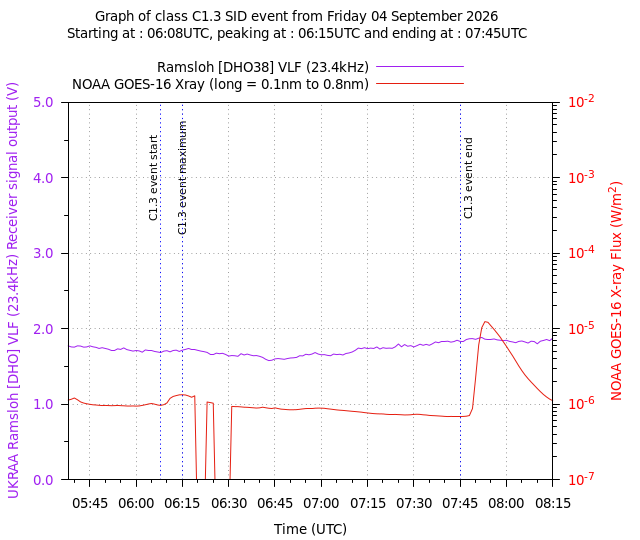 Graph of class C1.3 SID event from Friday 04 September 2026
Starting at : 06:08UTC, peaking at : 06:15UTC and ending at : 07:45UTC
Ramsloh [DHO38] VLF (23.4kHz)
NOAA GOES-16 Xray (long = 0.1nm to 0.8nm)
UKRAA Ramsloh [DHO] VLF (23.4kHz) Receiver signal output (V)
5.0
4.0
3.0
2.0
1.0
0.0
C1.3 event start
C1.3 event maximum
C1.3 event end
10-2
10-3
10-4
10-5
10-6
10-7
NOAA GOES-16 X-ray Flux (W/m²)
05:45 06:00 06:15 06:30 06:45 07:00 07:15 07:30 07:45 08:00 08:15
Time (UTC)